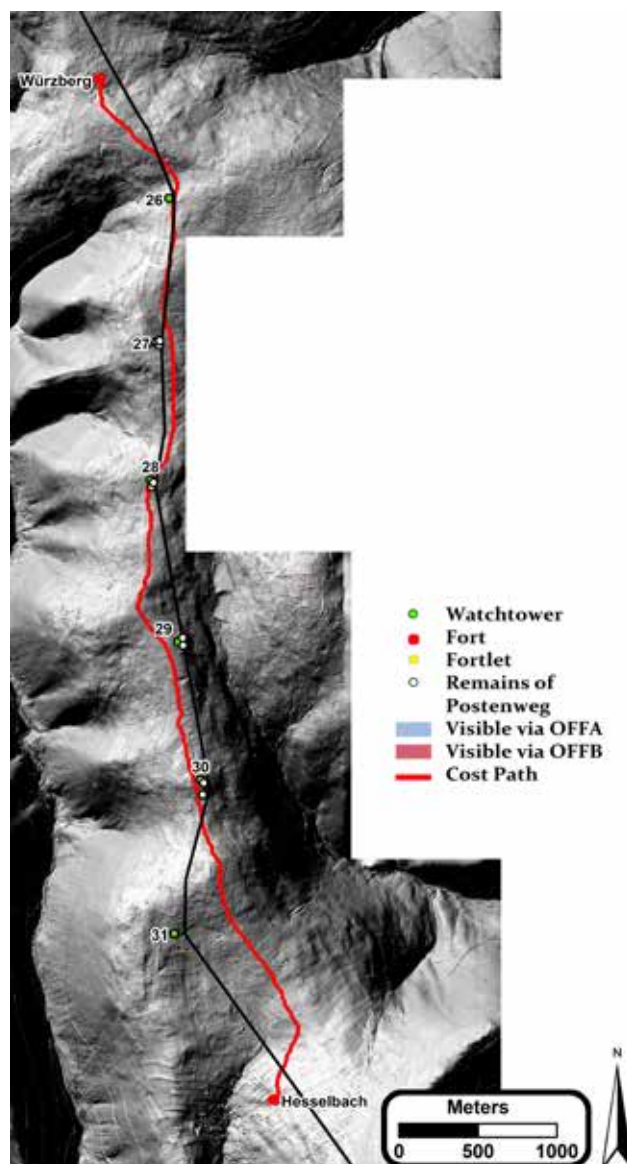 Würzberg
26
27
28
29
30
31
Hesselbach
Watchtower
Fort
Fortlet
Remains of
Postenweg
Visible via OFFA
Visible via OFFB
Cost Path
N
Meters
0 500 1000